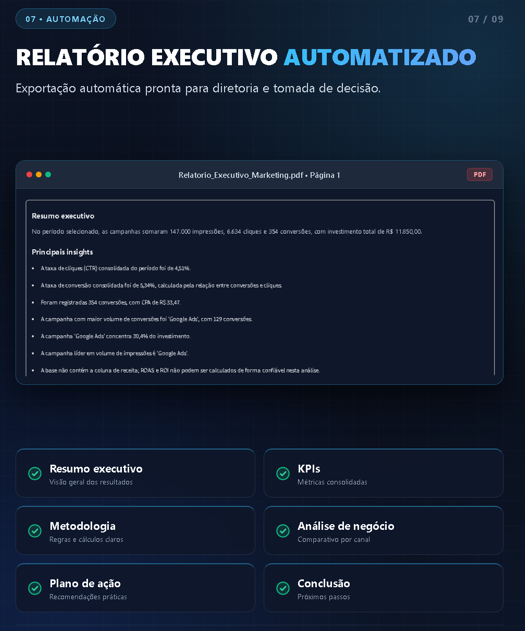 07 • AUTOMAÇÃO
07 / 09
RELATÓRIO EXECUTIVO AUTOMATIZADO
Exportação automática pronta para diretoria e tomada de decisão.
Relatorio_Executivo_Marketing.pdf • Página 1
PDF
Resumo executivo
No período selecionado, as campanhas somaram 147.000 impressões, 6.634 cliques e 354 conversões, com investimento total de R$ 11.850,00.
Principais insights
• A taxa de cliques (CTR) consolidada do período foi de 4,51%.
• A taxa de conversão consolidada foi de 5,34%, calculada pela relação entre conversões e cliques.
• Foram registradas 354 conversões, com CPA de R$ 33,47.
• A campanha com maior volume de conversões foi 'Google Ads', com 129 conversões.
• A campanha 'Google Ads' concentra 30,4% do investimento.
• A campanha líder em volume de impressões é 'Google Ads'.
• A base não contém a coluna de receita; ROAS e ROI não podem ser calculados de forma confiável nesta análise.
Resumo executivo
Visão geral dos resultados
KPIs
Métricas consolidadas
Metodologia
Regras e cálculos claros
Análise de negócio
Comparativo por canal
Plano de ação
Recomendações práticas
Conclusão
Próximos passos